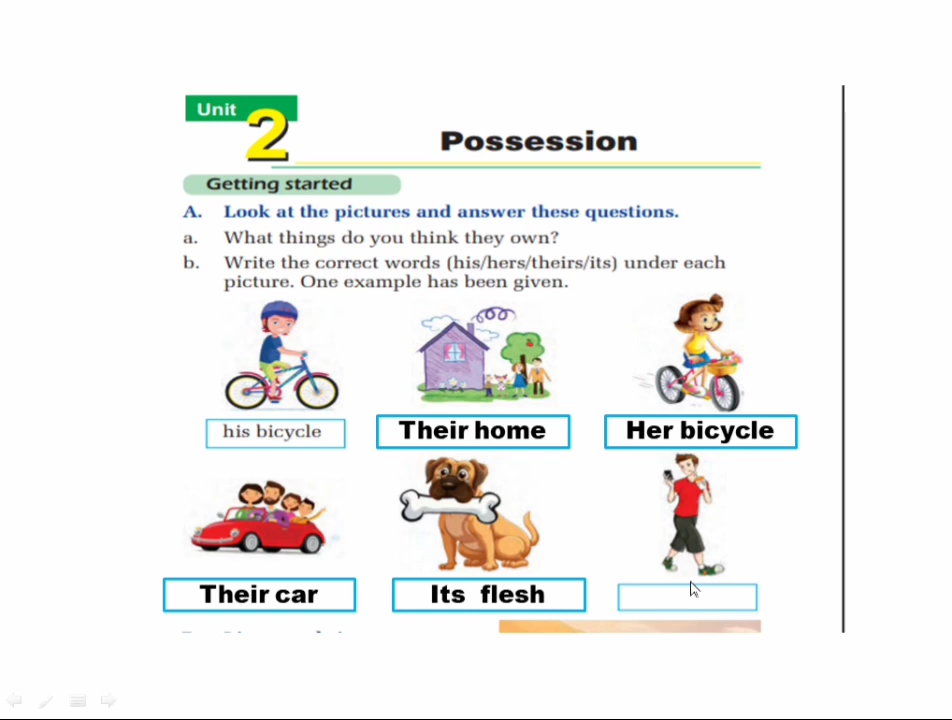 Unit
2
Possession
Getting started
A. Look at the pictures and answer these questions.
a. What things do you think they own?
b. Write the correct words (his/hers/theirs/its) under each
picture. One example has been given.
his bicycle
Their home
Her bicycle
Their car
Its flesh